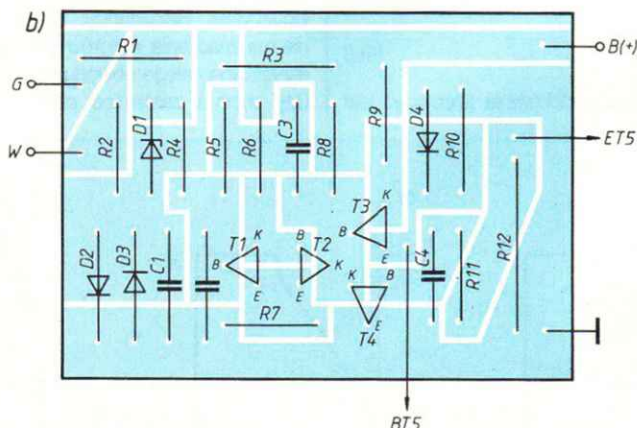 b)
R1
R3
B(+)
G
W
R2
D1
R4
R5
R6
C3
R8
R9
D4
R10
ET5
D2
D3
C1
T1
K
B
E
T2
B
K
E
T3
K
B
E
T4
B
E
C4
R11
R12
R7
BT5